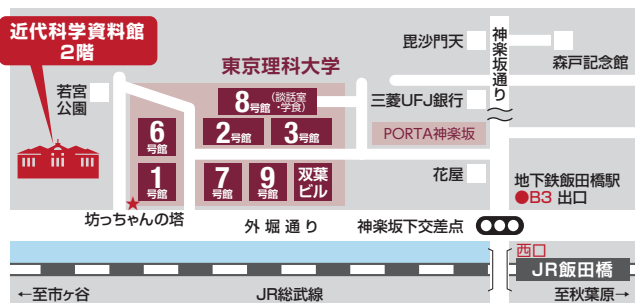 近代科学資料館
2階
若宮
公園
東京理科大学
毘沙門天
神楽坂通り
森戸記念館
8号館
(談話室
・学食)
三菱UFJ銀行
6
号館
2号館
3号館
PORTA神楽坂
1
号館
7
号館
9
号館
双葉
ビル
花屋
地下鉄飯田橋駅
●B3 出口
★
坊っちゃんの塔
外堀通り
神楽坂下交差点
西口
JR飯田橋
←至市ヶ谷
JR総武線
至秋葉原→